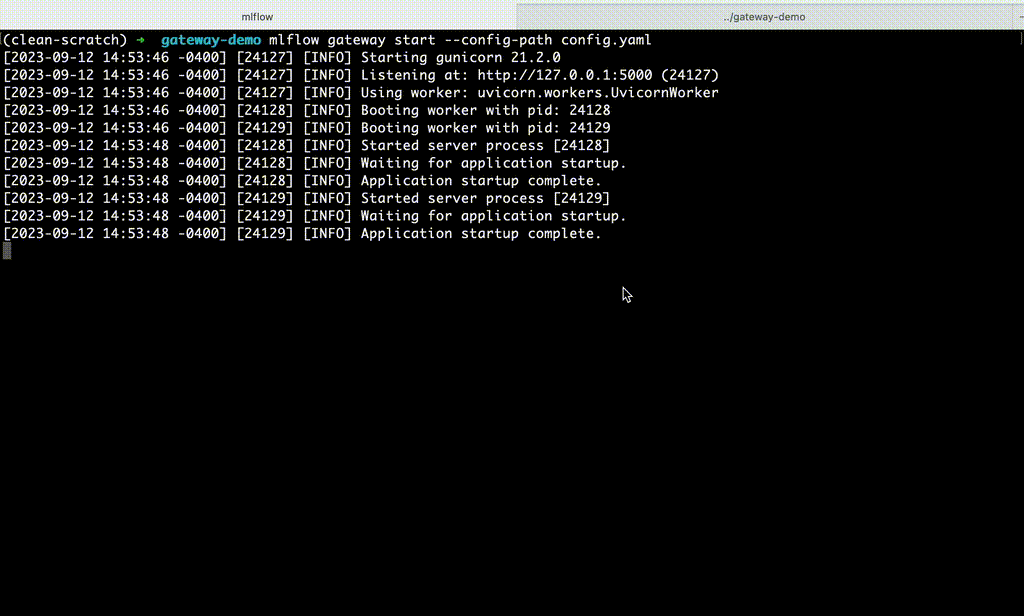 mlflow
../gateway-demo
(clean-scratch) ➜  gateway-demo mlflow gateway start --config-path config.yaml
[2023-09-12 14:53:46 -0400] [24127] [INFO] Starting gunicorn 21.2.0
[2023-09-12 14:53:46 -0400] [24127] [INFO] Listening at: http://127.0.0.1:5000 (24127)
[2023-09-12 14:53:46 -0400] [24127] [INFO] Using worker: uvicorn.workers.UvicornWorker
[2023-09-12 14:53:46 -0400] [24128] [INFO] Booting worker with pid: 24128
[2023-09-12 14:53:46 -0400] [24129] [INFO] Booting worker with pid: 24129
[2023-09-12 14:53:48 -0400] [24128] [INFO] Started server process [24128]
[2023-09-12 14:53:48 -0400] [24128] [INFO] Waiting for application startup.
[2023-09-12 14:53:48 -0400] [24128] [INFO] Application startup complete.
[2023-09-12 14:53:48 -0400] [24129] [INFO] Started server process [24129]
[2023-09-12 14:53:48 -0400] [24129] [INFO] Waiting for application startup.
[2023-09-12 14:53:48 -0400] [24129] [INFO] Application startup complete.